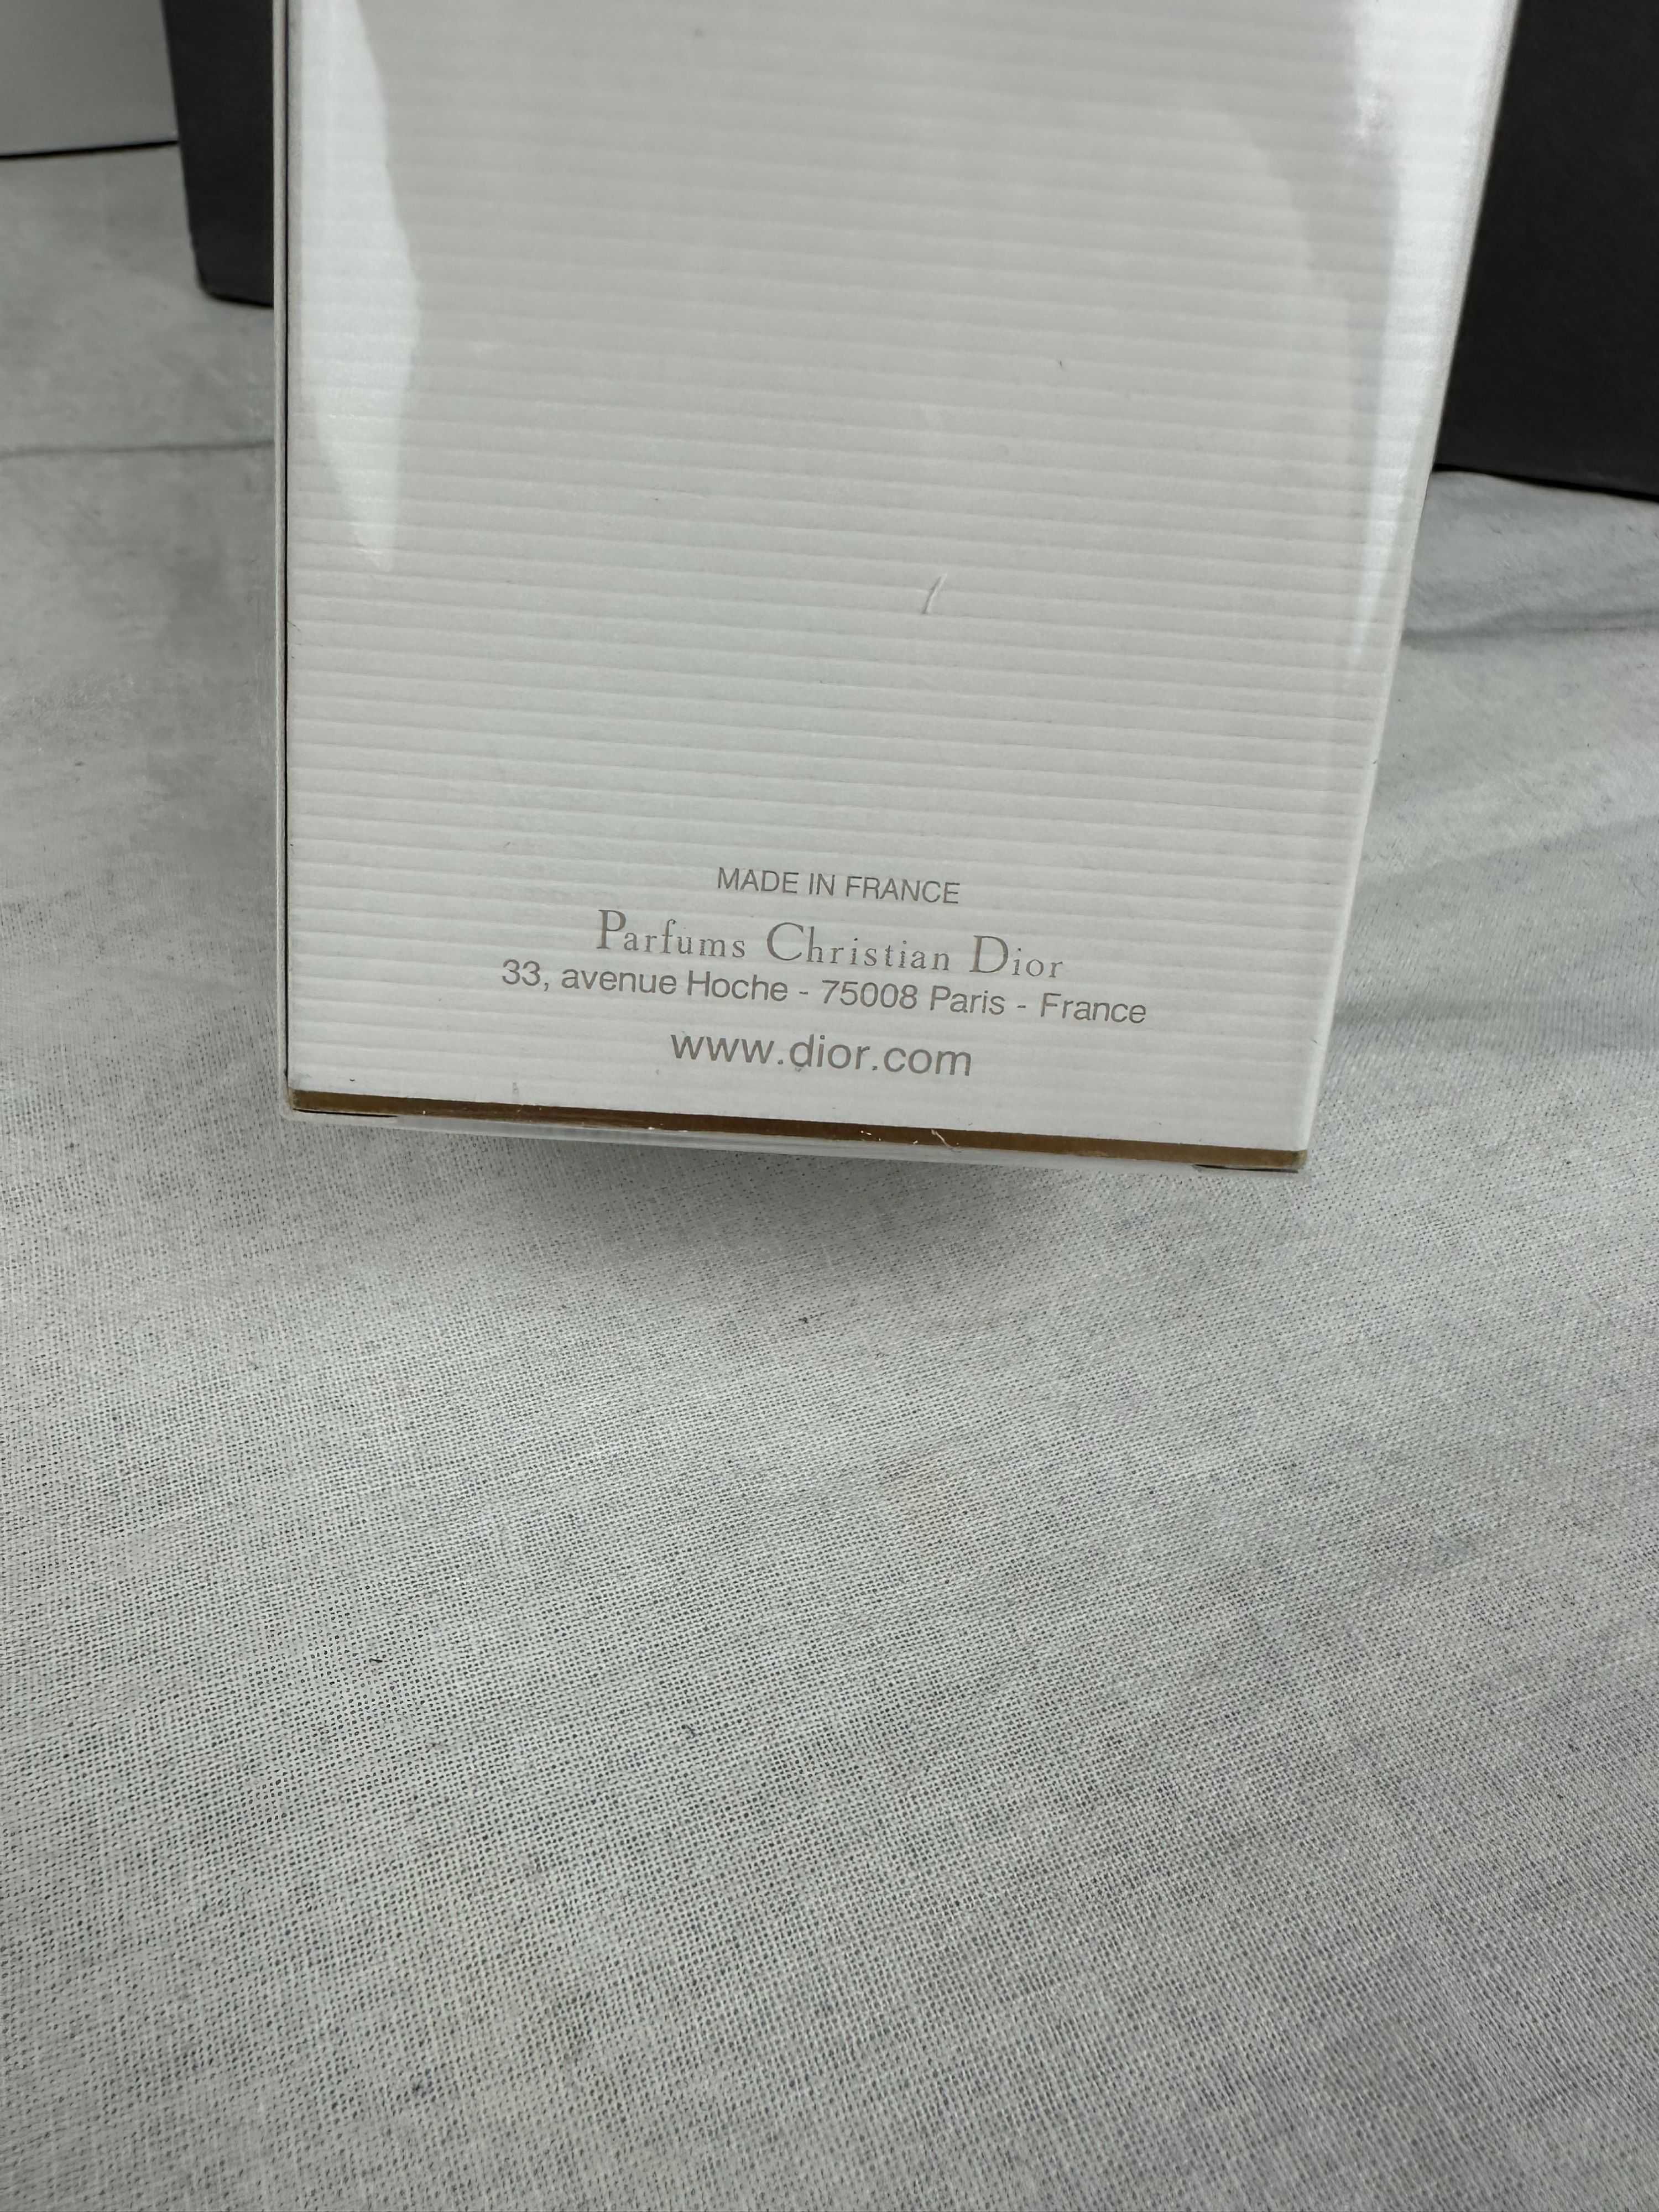 MADE IN FRANCE
Parfums Christian Dior
33, avenue Hoche - 75008 Paris - France
www.dior.com